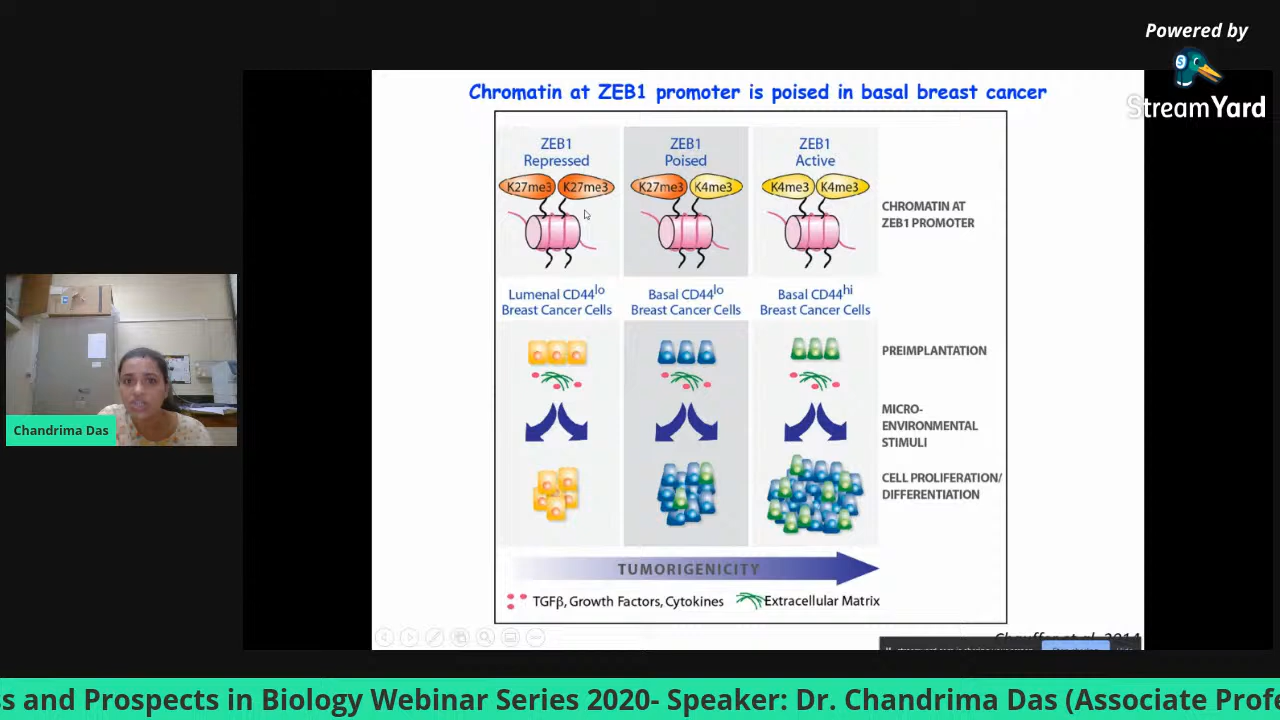 Powered by
StreamYard
Chromatin at ZEB1 promoter is poised in basal breast cancer
ZEB1
Repressed
ZEB1
Poised
ZEB1
Active
K27me3 K27me3
K27me3 K4me3
K4me3 K4me3
CHROMATIN AT
ZEB1 PROMOTER
Lumenal CD44lo
Breast Cancer Cells
Basal CD44lo
Breast Cancer Cells
Basal CD44hi
Breast Cancer Cells
PREIMPLANTATION
MICRO-
ENVIRONMENTAL
STIMULI
CELL PROLIFERATION/
DIFFERENTIATION
TUMORIGENICITY
TGFβ, Growth Factors, Cytokines
Extracellular Matrix
Chandrima Das
s and Prospects in Biology Webinar Series 2020- Speaker: Dr. Chandrima Das (Associate Profe